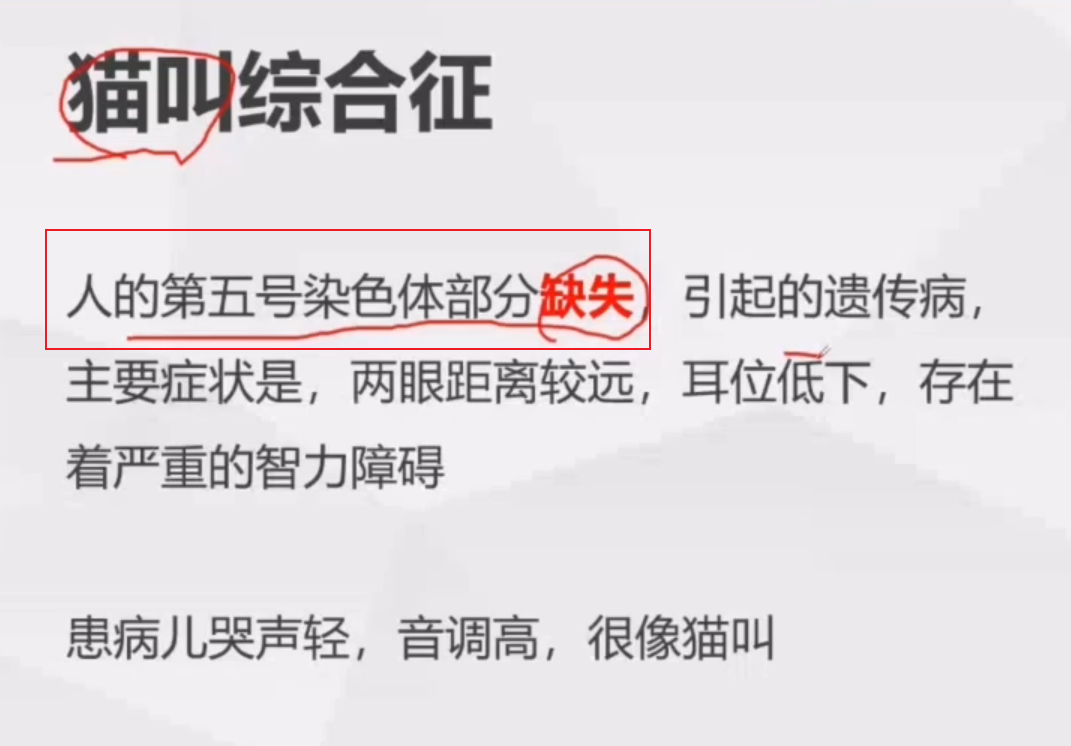 猫叫综合征
人的第五号染色体部分缺失，引起的遗传病，
主要症状是，两眼距离较远，耳位低下，存在
着严重的智力障碍
患病儿哭声轻，音调高，很像猫叫